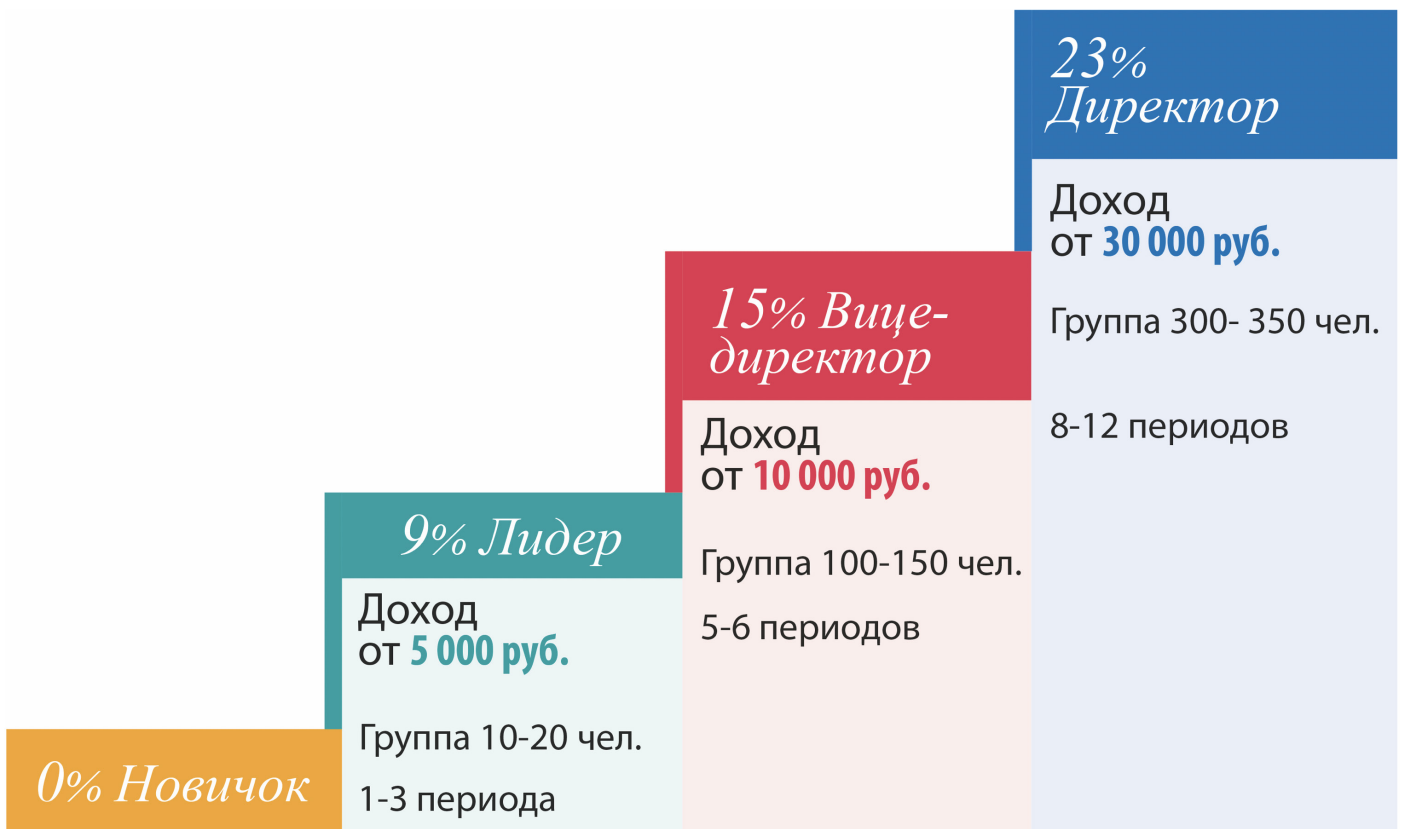 0% Новичок
9% Лидер
Доход
от 5 000 руб.
Группа 10-20 чел.
1-3 периода
15% Вице-
директор
Доход
от 10 000 руб.
Группа 100-150 чел.
5-6 периодов
23%
Директор
Доход
от 30 000 руб.
Группа 300- 350 чел.
8-12 периодов